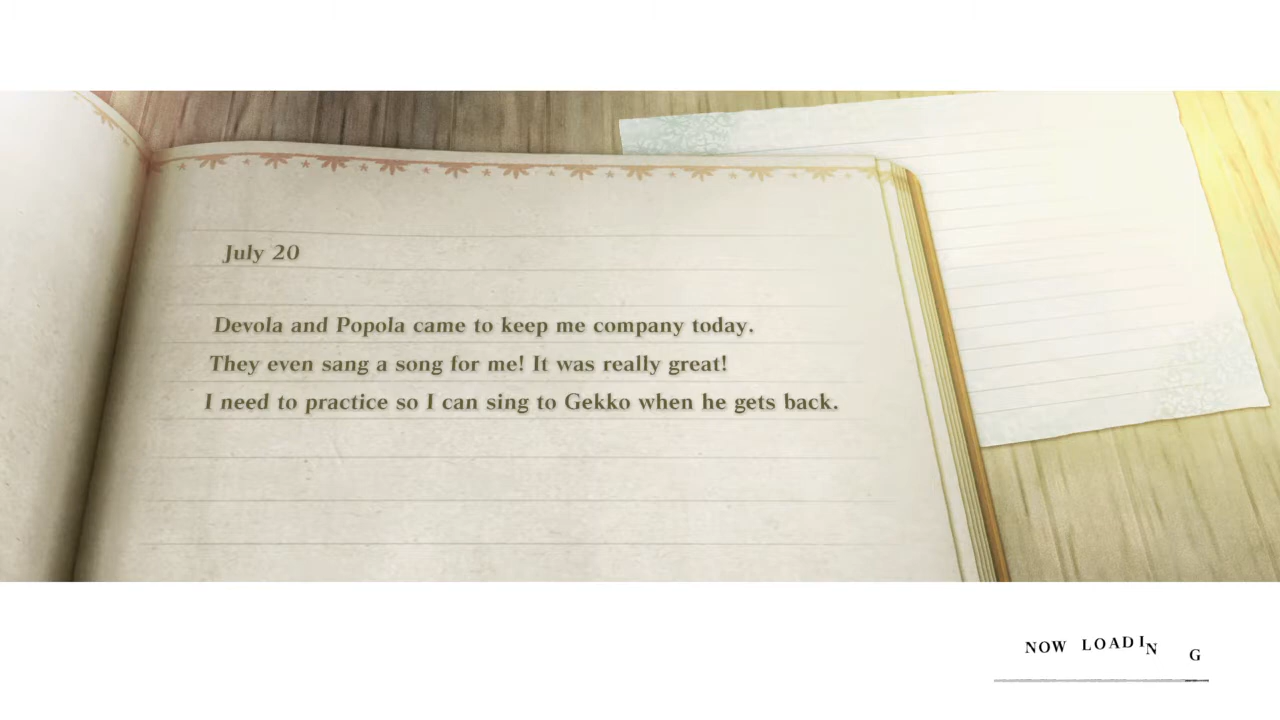 July 20
Devola and Popola came to keep me company today.
They even sang a song for me! It was really great!
I need to practice so I can sing to Gekko when he gets back.
NOW LOADING